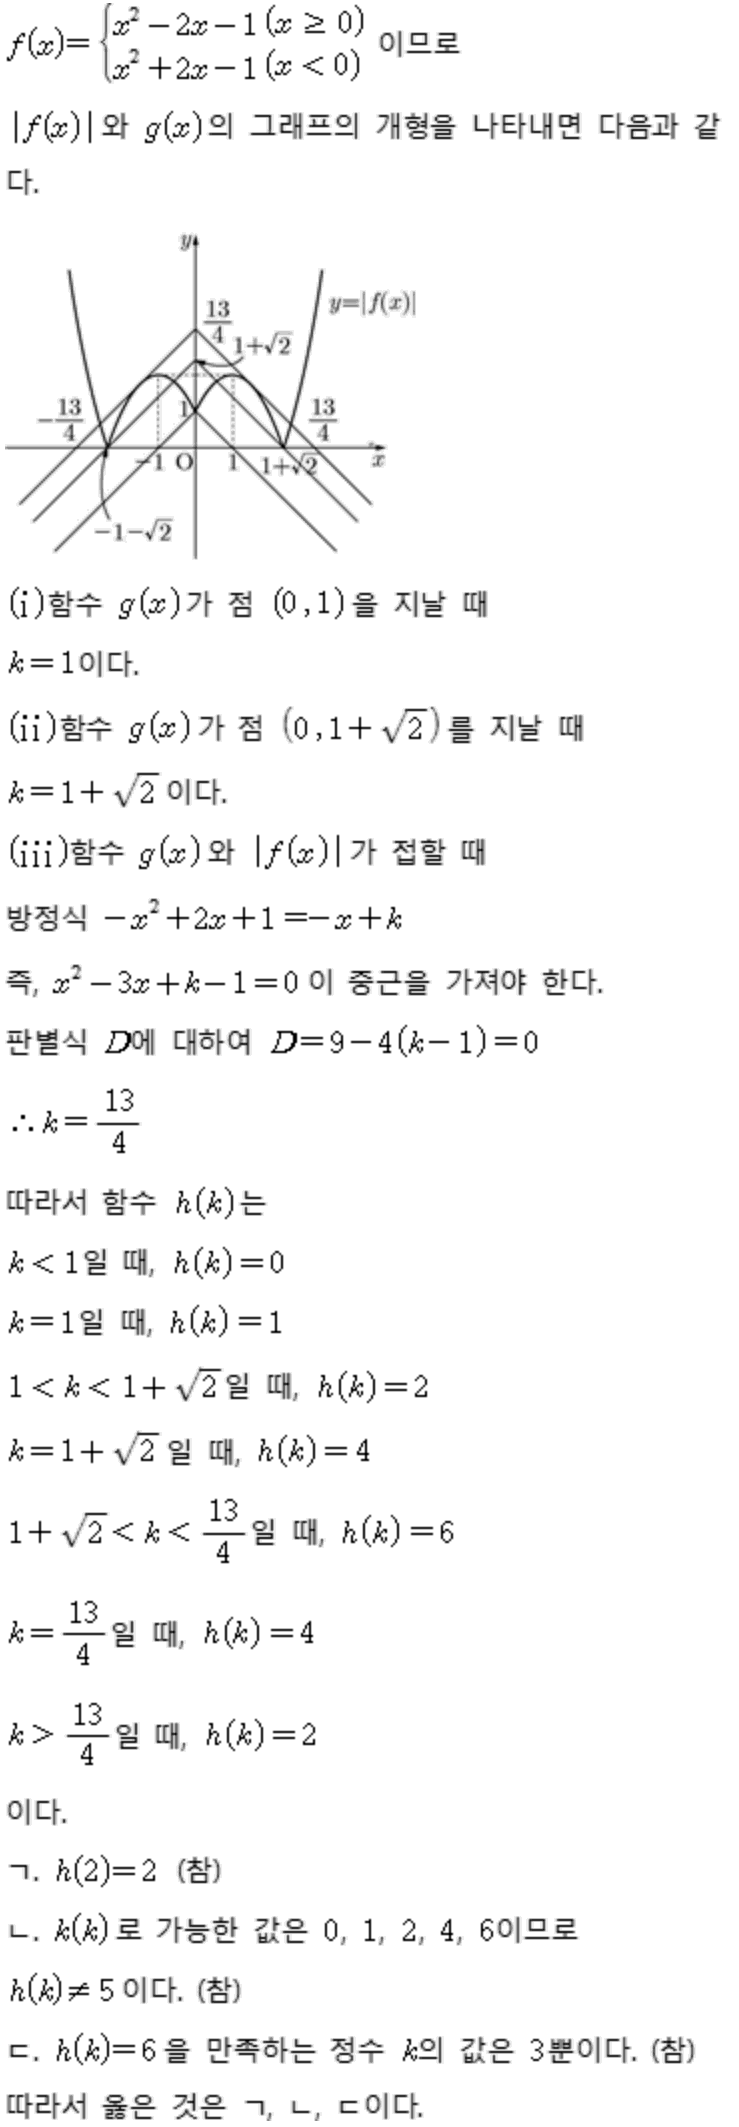 f(x)= { x² − 2x − 1 (x ≥ 0)
x² + 2x − 1 (x < 0) 이므로
|f(x)|와 g(x)의 그래프의 개형을 나타내면 다음과 같
다.
y
13/4
y=|f(x)|
1+√2
−13/4
1
13/4
−1 O 1 1+√2 x
−1−√2
(i)함수 g(x)가 점 (0,1)을 지날 때
k=1이다.
(ii)함수 g(x)가 점 (0,1+√2)를 지날 때
k=1+√2 이다.
(iii)함수 g(x)와 |f(x)|가 접할 때
방정식 −x²+2x+1=−x+k
즉, x²−3x+k−1=0 이 중근을 가져야 한다.
판별식 D에 대하여 D=9−4(k−1)=0
∴ k=13/4
따라서 함수 h(k)는
k<1일 때, h(k)=0
k=1일 때, h(k)=1
1<k<1+√2일 때, h(k)=2
k=1+√2 일 때, h(k)=4
1+√2<k<13/4일 때, h(k)=6
k=13/4일 때, h(k)=4
k>13/4일 때, h(k)=2
이다.
ㄱ. h(2)=2 (참)
ㄴ. k(k)로 가능한 값은 0, 1, 2, 4, 6이므로
h(k)≠5이다. (참)
ㄷ. h(k)=6을 만족하는 정수 k의 값은 3뿐이다. (참)
따라서 옳은 것은 ㄱ, ㄴ, ㄷ이다.